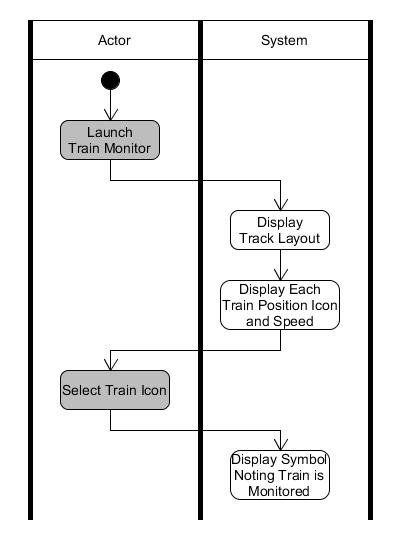 Actor
System
Launch
Train Monitor
Display
Track Layout
Display Each
Train Position Icon
and Speed
Select Train Icon
Display Symbol
Noting Train is
Monitored